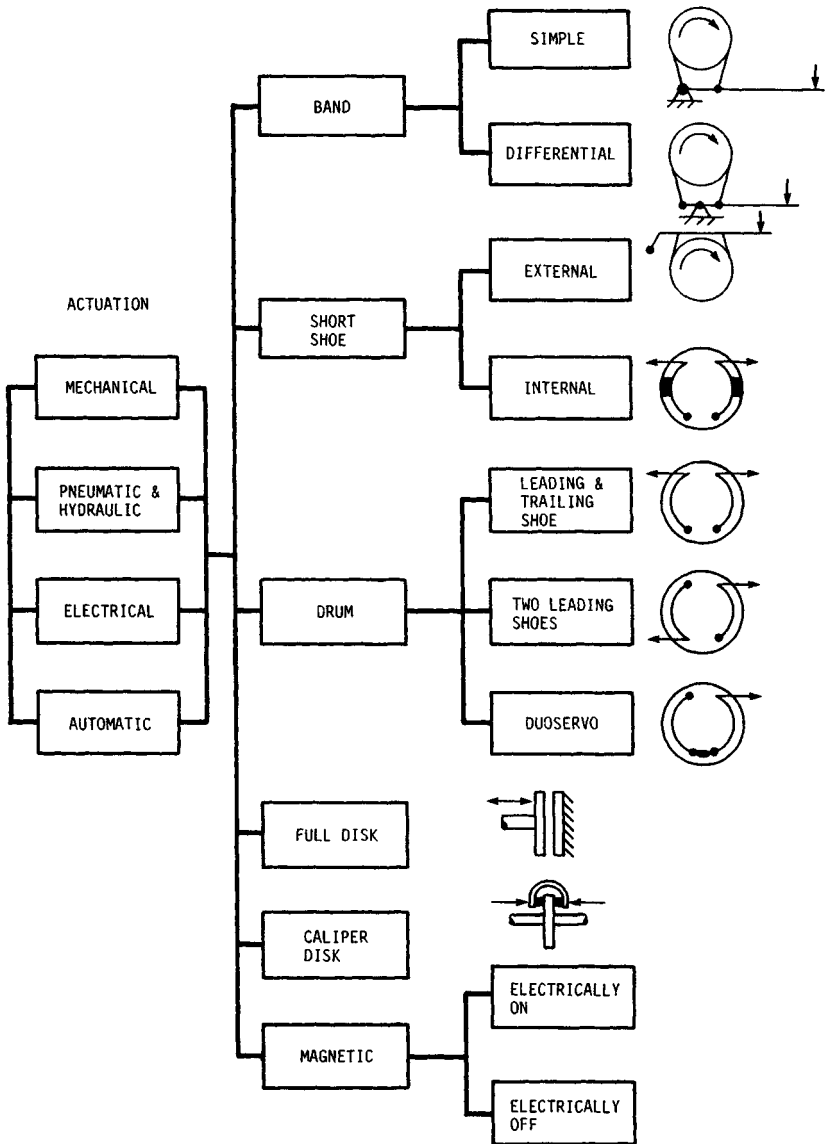 ACTUATION
MECHANICAL
PNEUMATIC &
HYDRAULIC
ELECTRICAL
AUTOMATIC
BAND
SIMPLE
DIFFERENTIAL
SHORT
SHOE
EXTERNAL
INTERNAL
DRUM
LEADING &
TRAILING
SHOE
TWO LEADING
SHOES
DUOSERVO
FULL DISK
CALIPER
DISK
MAGNETIC
ELECTRICALLY
ON
ELECTRICALLY
OFF